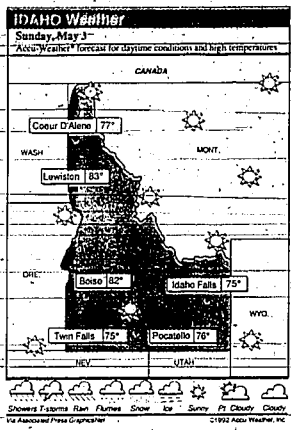 IDAHO Weather
Sunday, May 3
Accu-Weather® forecast for daytime conditions and high temperatures
CANADA
Coeur D'Alene 77°
WASH
MONT.
Lewiston 83°
ORE.
Boise 82°
Idaho Falls 75°
WYO.
Twin Falls 75°
Pocatello 76°
NEV.
UTAH
Showers T-storms Rain Flurries Snow Ice Sunny Pt Cloudy Cloudy
Via Associated Press GraphicsNet
©1992 Accu-Weather, Inc.